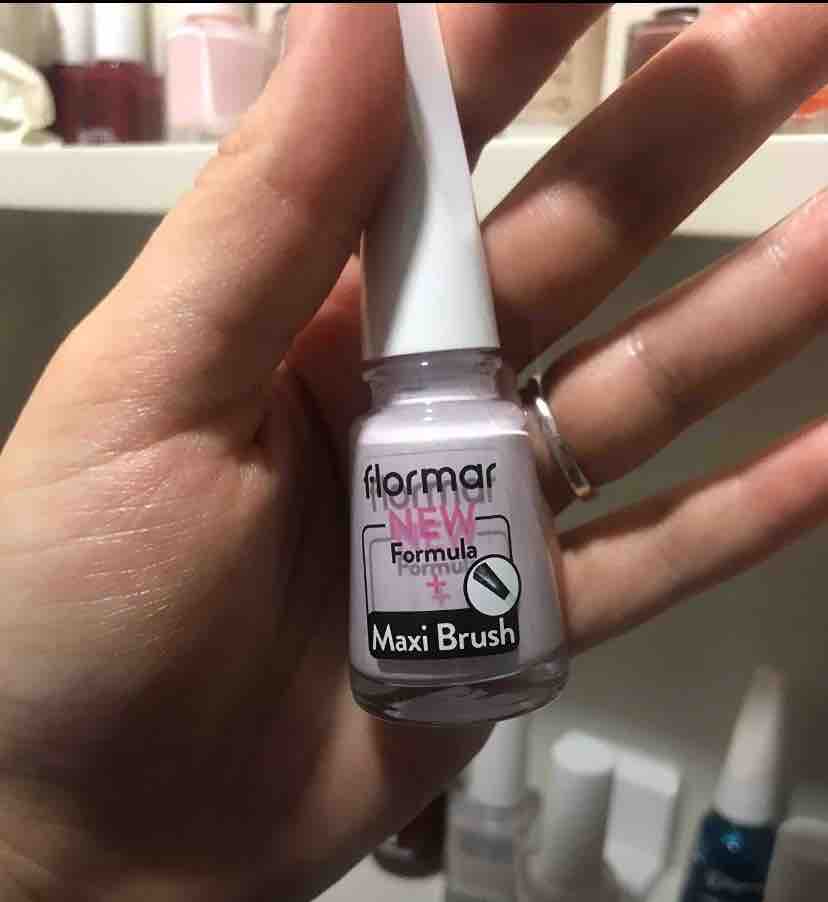 flormar
NEW
Formula
+
Maxi Brush